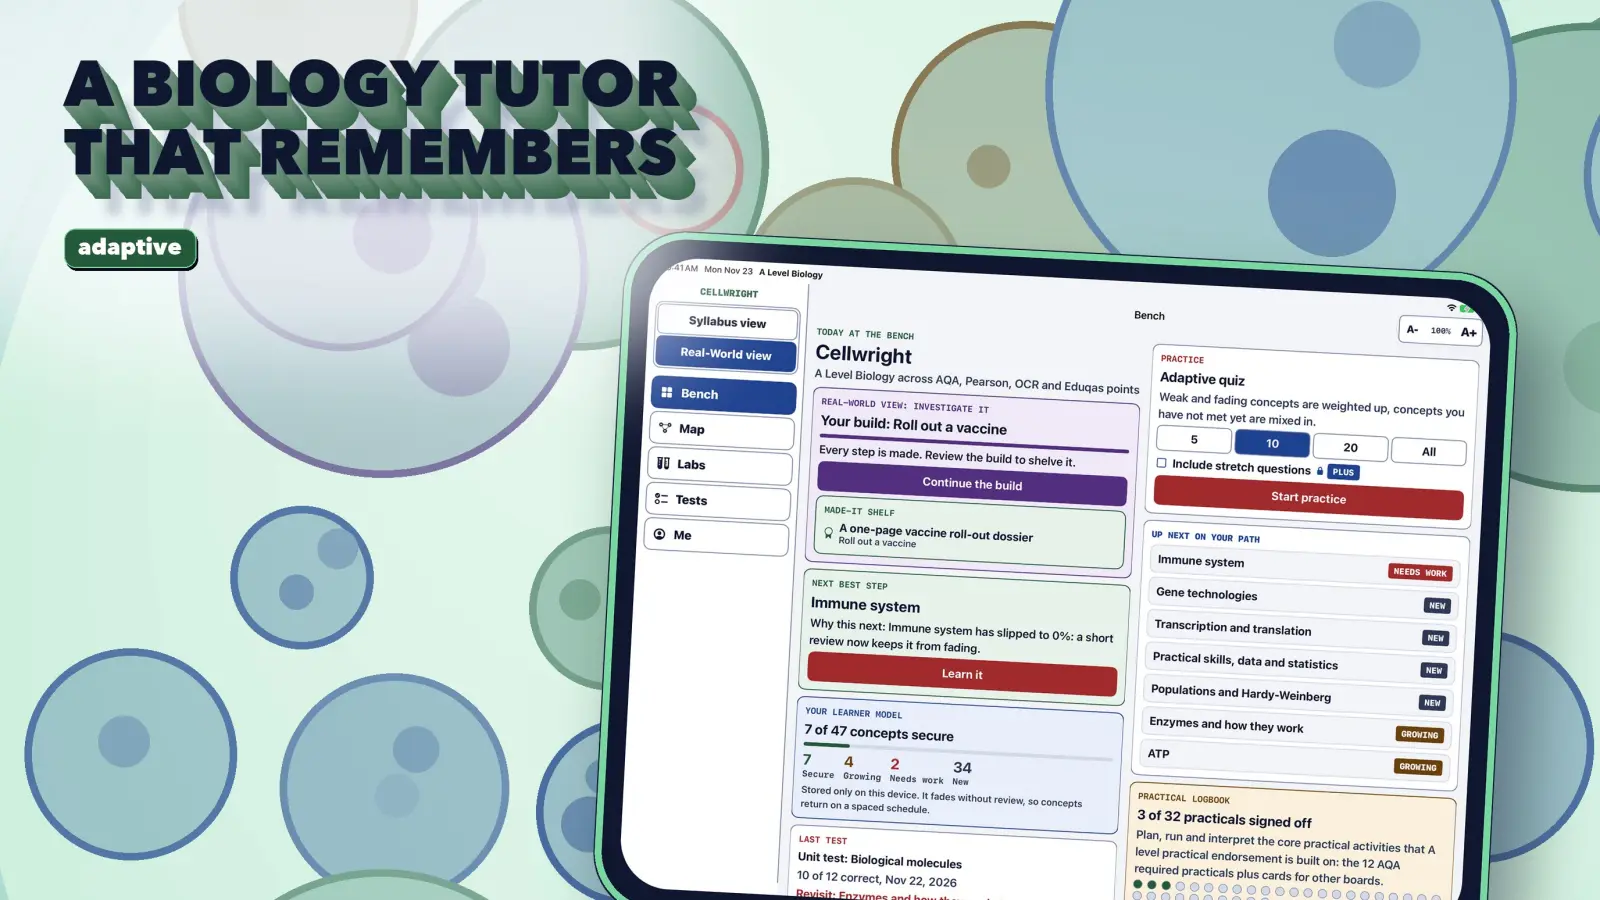 A BIOLOGY TUTOR
THAT REMEMBERS
adaptive
Mon Nov 23 A Level Biology
CELLWRIGHT
Syllabus view
Real-World view
Bench
Map
Labs
Tests
Me
Bench
A- 100% A+
TODAY AT THE BENCH
Cellwright
A Level Biology across AQA, Pearson, OCR and Eduqas points
REAL-WORLD VIEW: INVESTIGATE IT
Your build: Roll out a vaccine
Every step is made. Review the build to shelve it.
Continue the build
MADE-IT SHELF
A one-page vaccine roll-out dossier
Roll out a vaccine
NEXT BEST STEP
Immune system
Why this next: Immune system has slipped to 0%: a short
review now keeps it from fading.
Learn it
YOUR LEARNER MODEL
7 of 47 concepts secure
7 4 2 34
Secure Growing Needs work New
Stored only on this device. It fades without review, so concepts
return on a spaced schedule.
LAST TEST
Unit test: Biological molecules
10 of 12 correct, Nov 22, 2026
Revisit: Enzymes and how
PRACTICE
Adaptive quiz
Weak and fading concepts are weighted up, concepts you
have not met yet are mixed in.
5 10 20 All
Include stretch questions PLUS
Start practice
UP NEXT ON YOUR PATH
Immune system NEEDS WORK
Gene technologies NEW
Transcription and translation NEW
Practical skills, data and statistics NEW
Populations and Hardy-Weinberg NEW
Enzymes and how they work GROWING
ATP GROWING
PRACTICAL LOGBOOK
3 of 32 practicals signed off
Plan, run and interpret the core practical activities that A
level practical endorsement is built on: the 12 AQA
required practicals plus cards for other boards.